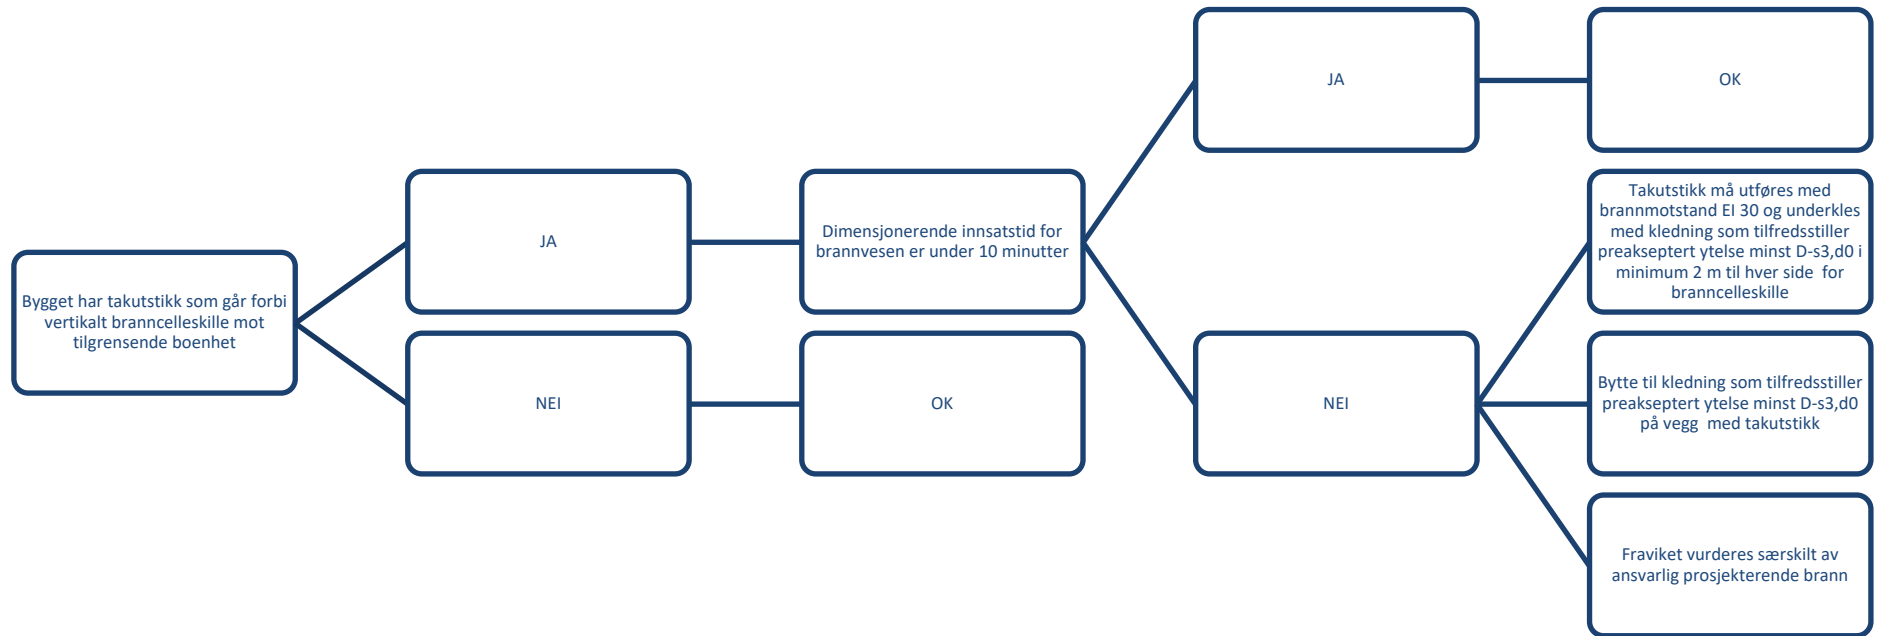 Bygget har takutstikk som går forbi
vertikalt branncelleskille mot
tilgrensende boenhet
JA
NEI
Dimensjonerende innsatstid for
brannvesen er under 10 minutter
OK
JA
NEI
OK
Takutstikk må utføres med
brannmotstand EI 30 og underkles
med kledning som tilfredsstiller
preakseptert ytelse minst D-s3,d0 i
minimum 2 m til hver side  for
branncelleskille
Bytte til kledning som tilfredsstiller
preakseptert ytelse minst D-s3,d0
på vegg  med takutstikk
Fraviket vurderes særskilt av
ansvarlig prosjekterende brann